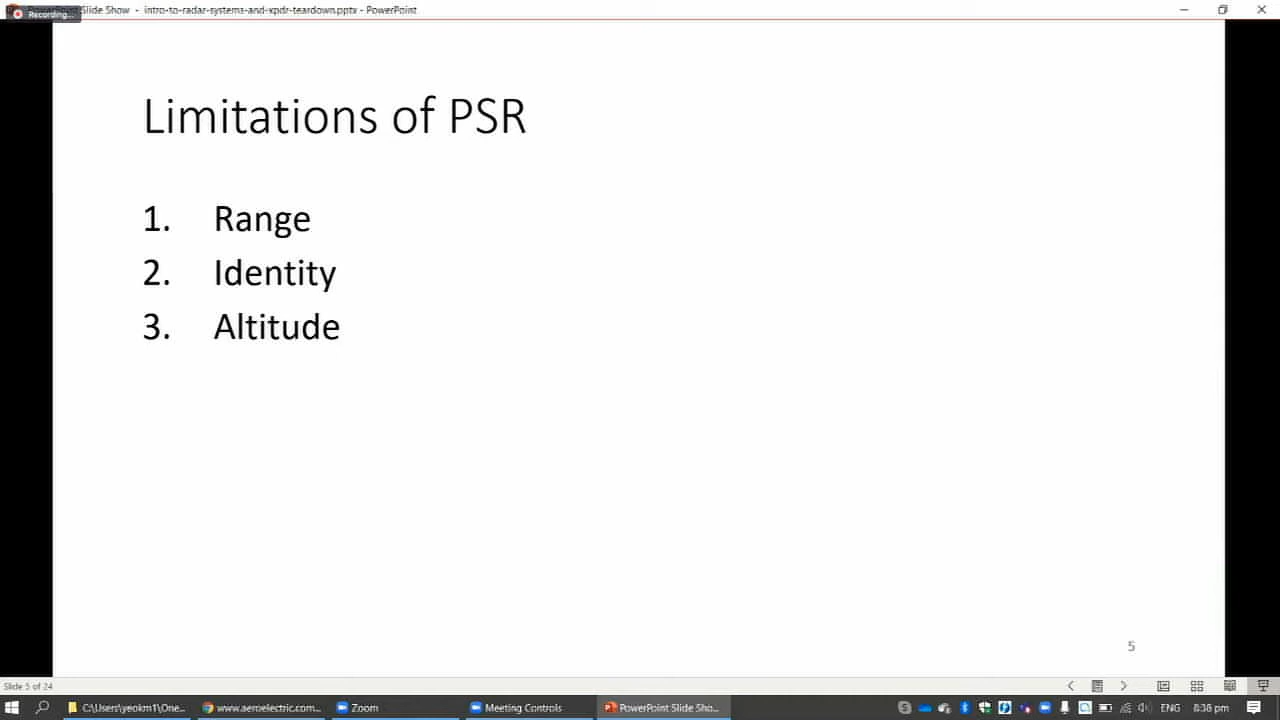 PowerPoint Slide Show - intro-to-radar-systems-and-xpdr-teardown.pptx - PowerPoint
Recording...
Limitations of PSR
1. Range
2. Identity
3. Altitude
5
Slide 5 of 24
C:\Users\yeokm1\One...
www.aeroelectric.com...
Zoom
Meeting Controls
PowerPoint Slide Sho...
ENG
8:38 pm